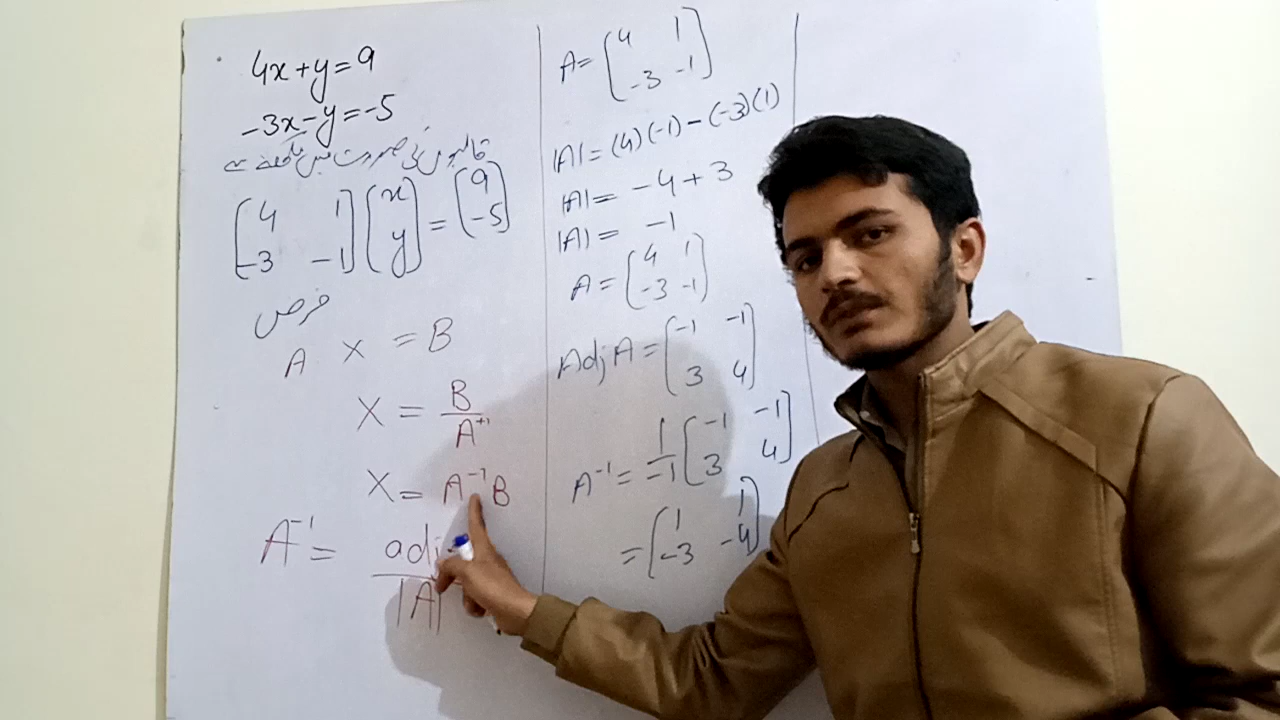 4x+y=9
-3x-y=-5
قالبوں کی صورت میں لکھنے سے
[4 1] [x] = [9]
[-3 -1] [y] [-5]
فرض
A X = B
X = B/A⁺¹
X = A⁻¹B
A⁻¹ = adj
|A|
A = [4 1]
[-3 -1]
|A| = (4)(-1)-(-3)(1)
|A| = -4+3
|A| = -1
A = [4 1]
[-3 -1]
Adj A = [-1 -1]
[3 4]
A⁻¹ = 1/-1 [-1 -1]
[3 4]
= [1 1]
[-3 -4]